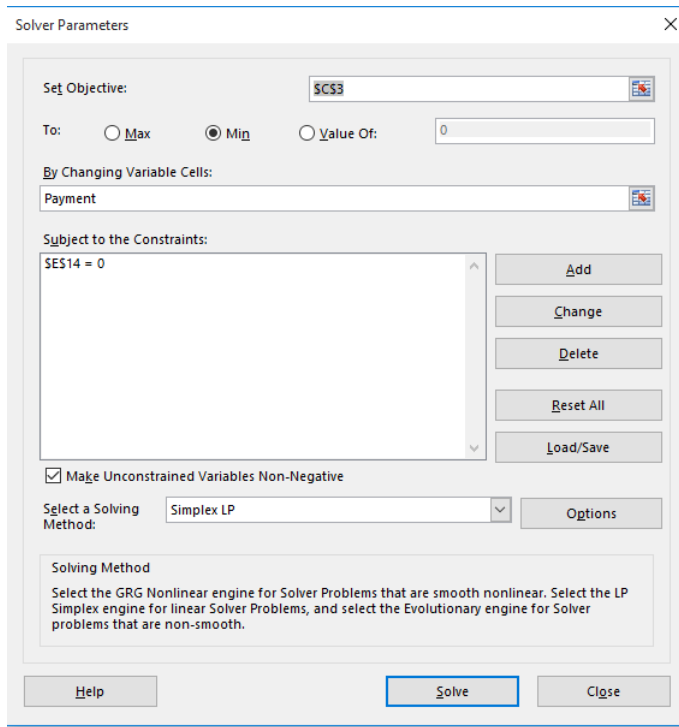 Solver Parameters
Set Objective:
$C$3
To:
Max
Min
Value Of:
0
By Changing Variable Cells:
Payment
Subject to the Constraints:
$E$14 = 0
Add
Change
Delete
Reset All
Load/Save
Make Unconstrained Variables Non-Negative
Select a Solving
Method:
Simplex LP
Options
Solving Method
Select the GRG Nonlinear engine for Solver Problems that are smooth nonlinear. Select the LP
Simplex engine for linear Solver Problems, and select the Evolutionary engine for Solver
problems that are non-smooth.
Help
Solve
Close